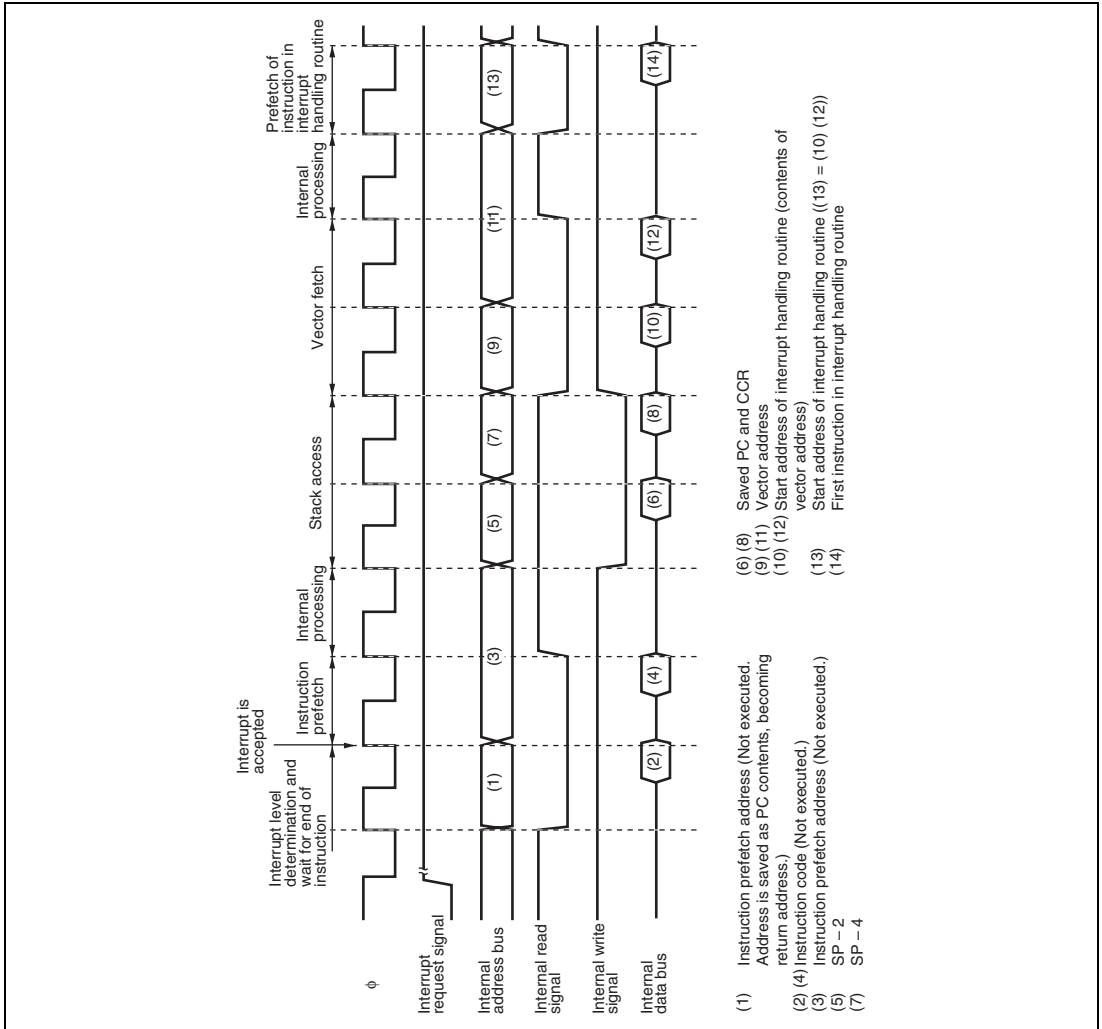 Interrupt is
accepted
Interrupt level
determination and
wait for end of
instruction
Instruction
prefetch
Internal
processing
Stack access
Vector fetch
Internal
processing
Prefetch of
instruction in
interrupt
handling routine
φ
Interrupt
request signal
Internal
address bus
(1)
(3)
(5)
(7)
(9)
(11)
(13)
Internal read
signal
Internal write
signal
Internal
data bus
(2)
(4)
(6)
(8)
(10)
(12)
(14)
(1) Instruction prefetch address (Not executed.
Address is saved as PC contents, becoming
return address.)
(2) (4) Instruction code (Not executed.)
(3) Instruction prefetch address (Not executed.)
(5) SP – 2
(7) SP – 4
(6) (8) Saved PC and CCR
(9) (11) Vector address
(10) (12) Start address of interrupt handling routine (contents of
vector address)
(13) Start address of interrupt handling routine ((13) = (10) (12))
(14) First instruction in interrupt handling routine